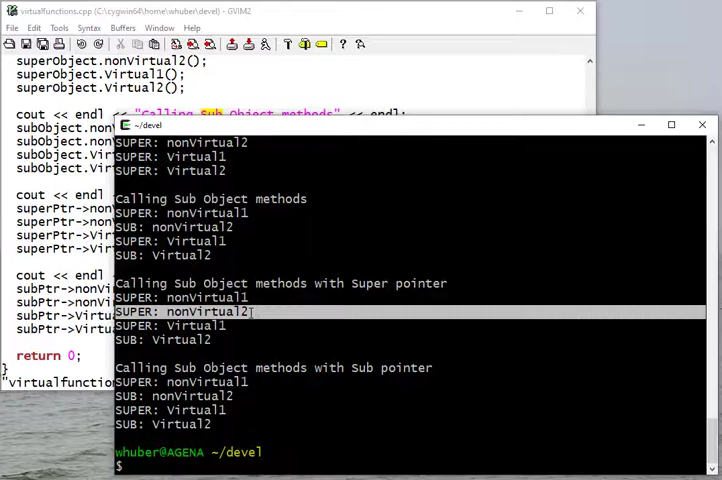 virtualfunctions.cpp (C:\cygwin64\home\whuber\devel) - GVIM2
File Edit Tools Syntax Buffers Window Help
superObject.nonVirtual2();
superObject.Virtual1();
superObject.Virtual2();
cout << endl << "Calling Sub Object methods" << endl;
subObject.non
subObject.non
subObject.Vir
subObject.Vir
cout << endl
superPtr->non
superPtr->non
superPtr->Vir
superPtr->Vir
cout << endl
subPtr->nonVi
subPtr->nonVi
subPtr->Virtu
subPtr->Virtu
return 0;
}
"virtualfunction
~/devel
SUPER: nonVirtual2
SUPER: Virtual1
SUPER: Virtual2
Calling Sub Object methods
SUPER: nonVirtual1
SUB: nonVirtual2
SUPER: Virtual1
SUB: Virtual2
Calling Sub Object methods with Super pointer
SUPER: nonVirtual1
SUPER: nonVirtual2
SUPER: Virtual1
SUB: Virtual2
Calling Sub Object methods with Sub pointer
SUPER: nonVirtual1
SUB: nonVirtual2
SUPER: Virtual1
SUB: Virtual2
whuber@AGENA ~/devel
$